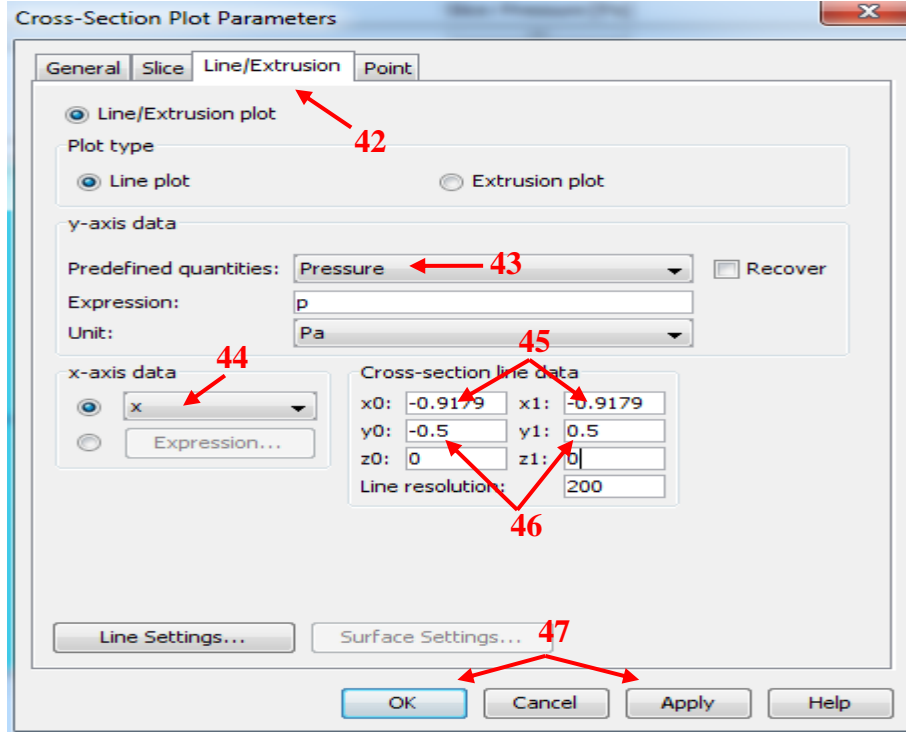 Cross-Section Plot Parameters
General Slice Line/Extrusion Point
Line/Extrusion plot
42
Plot type
Line plot Extrusion plot
y-axis data
Predefined quantities: Pressure 43 Recover
Expression: p
Unit: Pa
45
44
x-axis data Cross-section line data
x x0: -0.9179 x1: -0.9179
Expression... y0: -0.5 y1: 0.5
z0: 0 z1: 0
Line resolution: 200
46
Line Settings... Surface Settings... 47
OK Cancel Apply Help